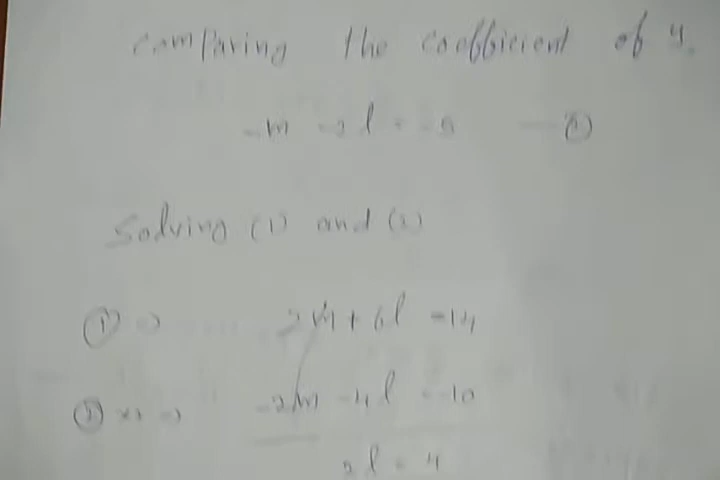 comparing the coefficient of y.
-m -2l = -5 — (2)
Solving (1) and (2)
(1) => 2m + 6l = 14
(2) x2 => -2m - 4l = -10
2l = 4